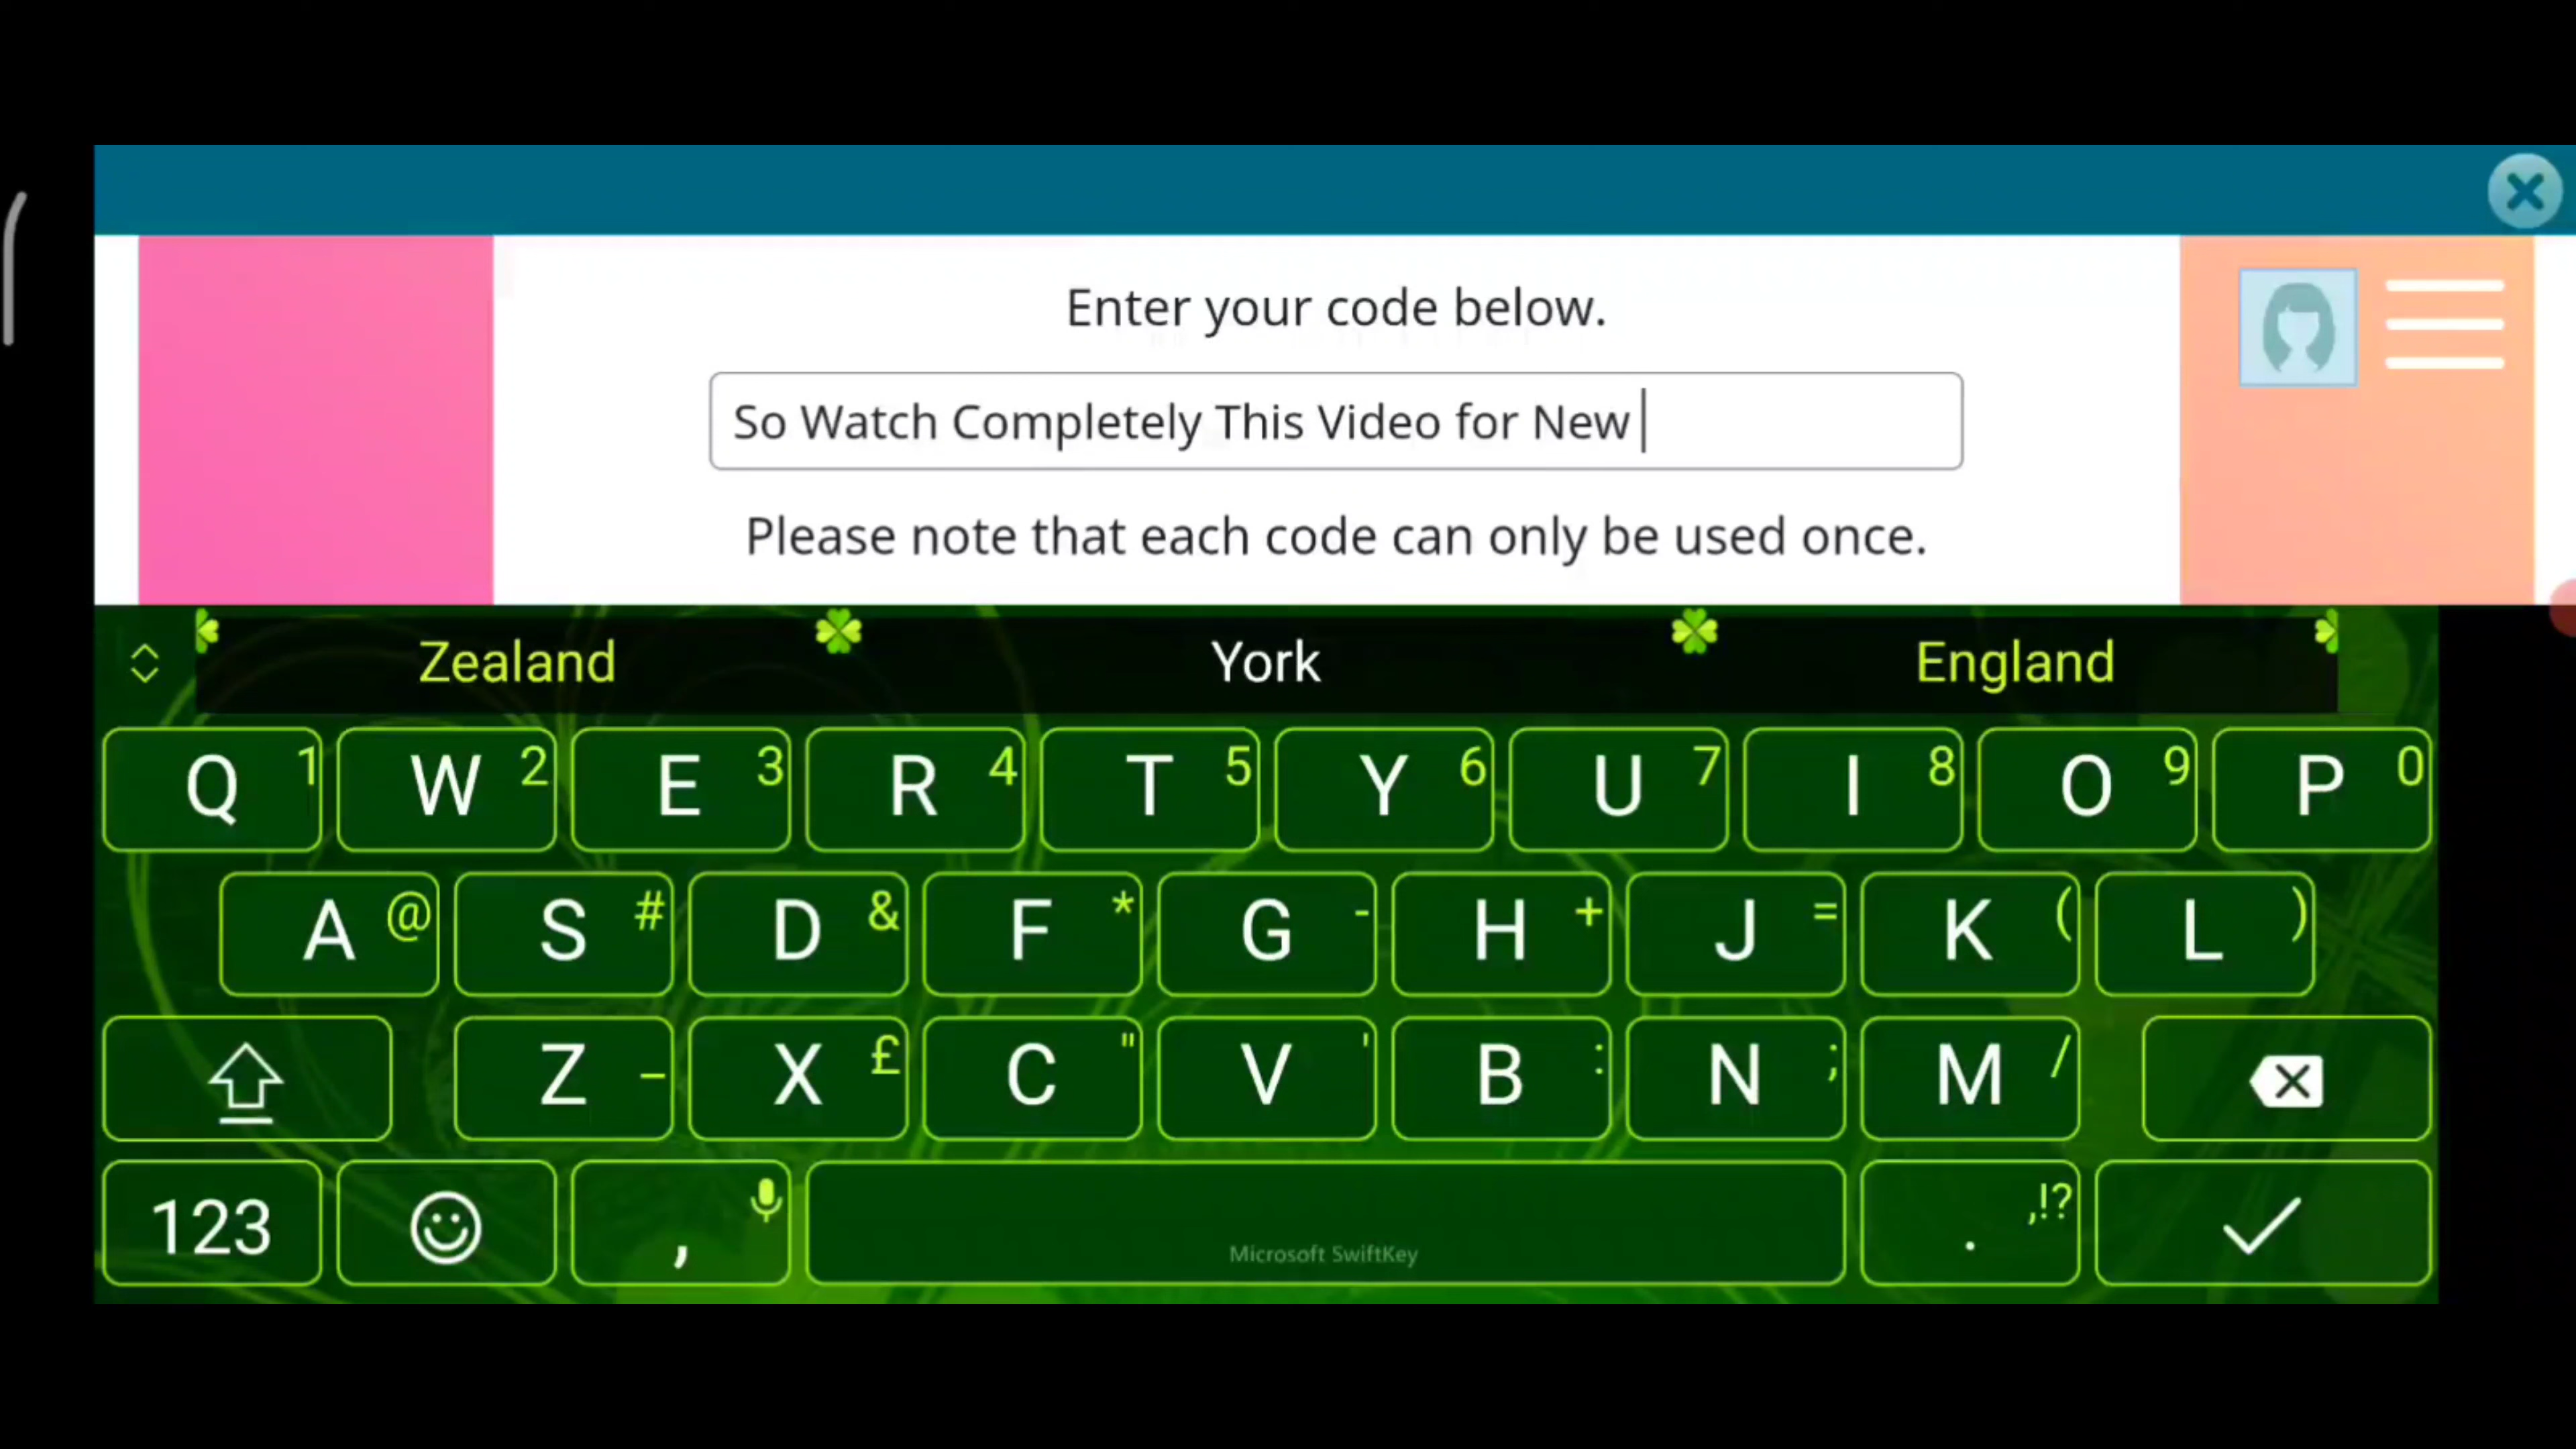 Enter your code below.
So Watch Completely This Video for New
Please note that each code can only be used once.
Zealand York England
Q 1 W 2 E 3 R 4 T 5 Y 6 U 7 I 8 O 9 P 0
A @ S # D & F * G - H + J = K ( L )
Z _ X £ C " V ' B : N ; M /
123 , . ,!?
Microsoft SwiftKey